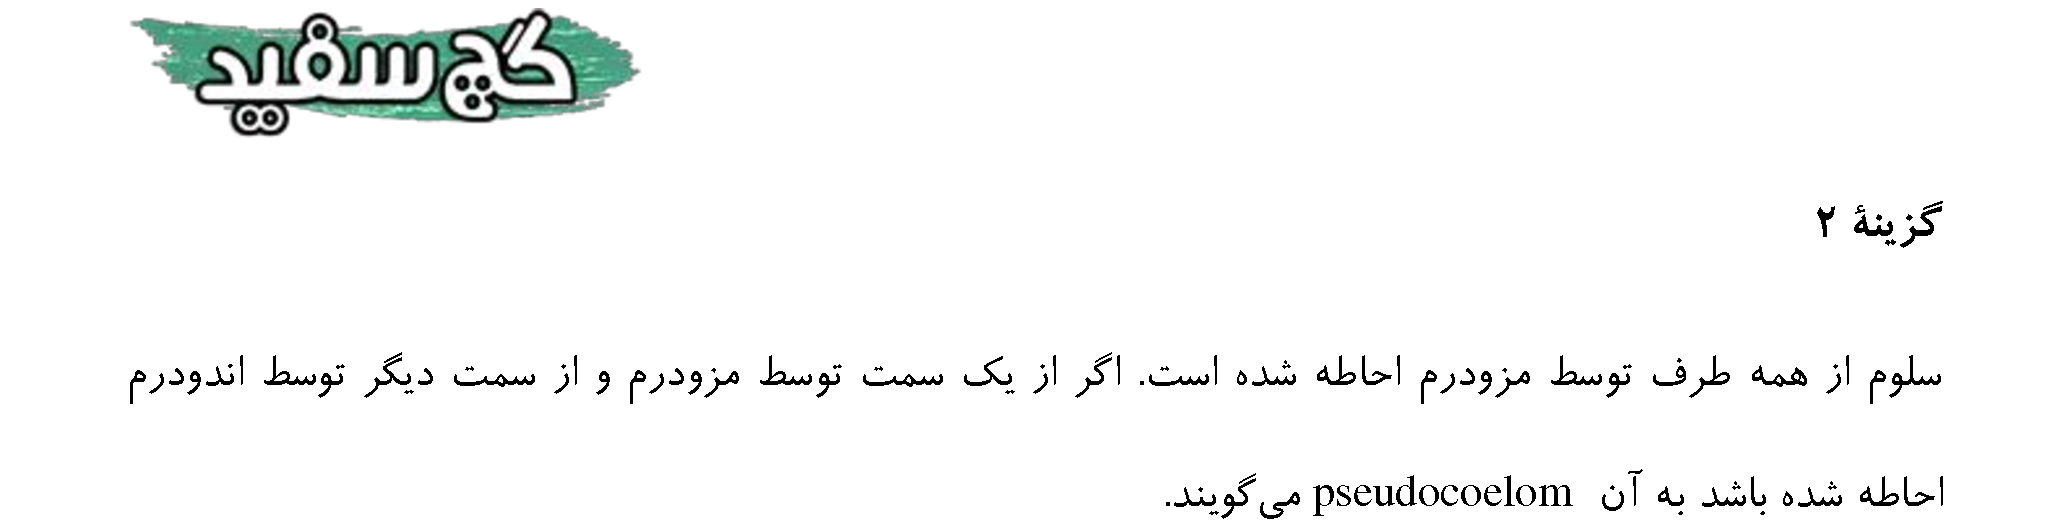 گچ سفید
گزینهٔ ۲
سلوم از همه طرف توسط مزودرم احاطه شده است. اگر از یک سمت توسط مزودرم و از سمت دیگر توسط اندودرم
احاطه شده باشد به آن pseudocoelom می‌گویند.